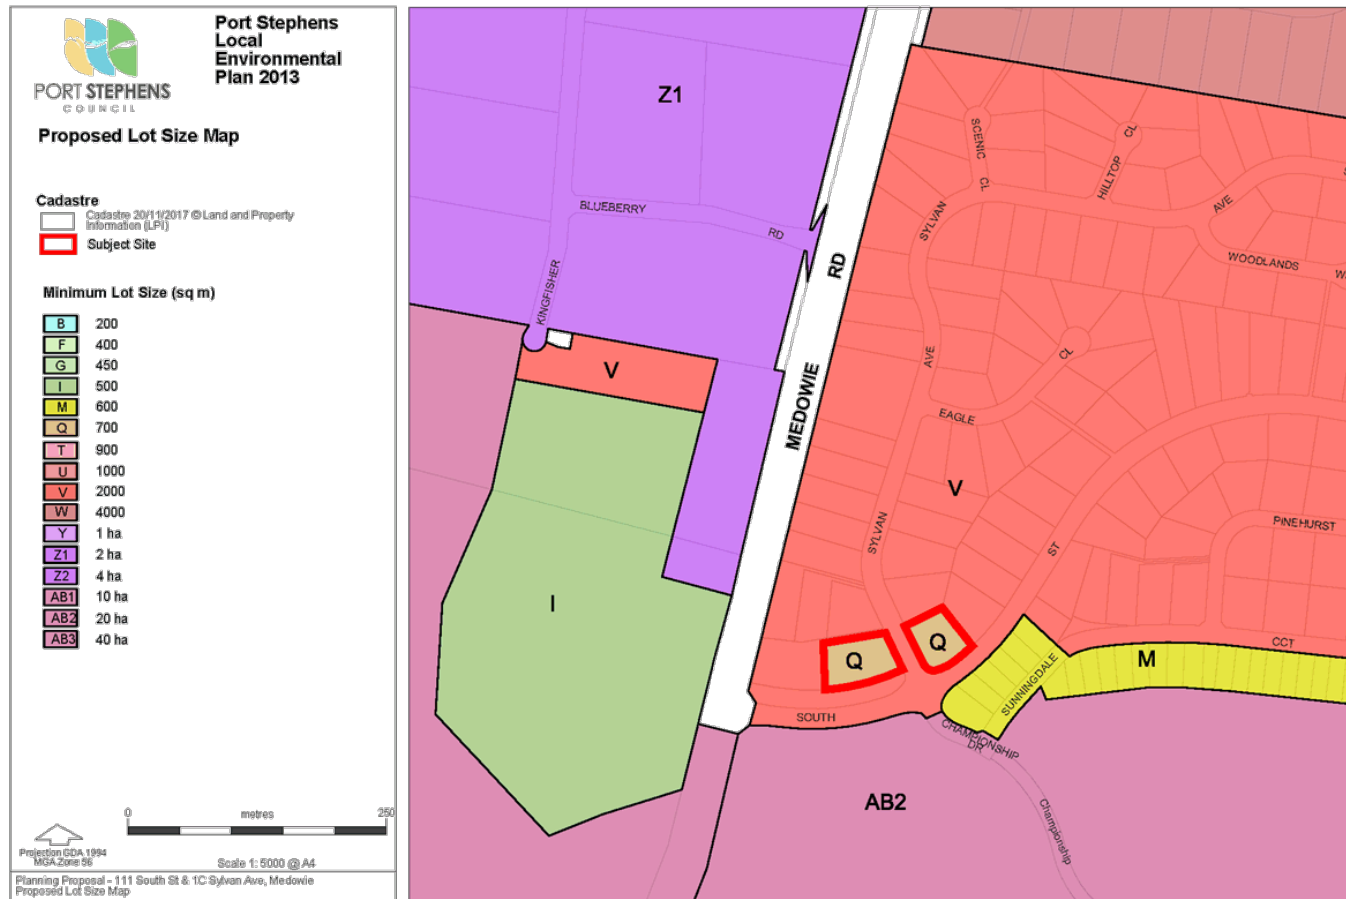 PORT STEPHENS
COUNCIL
Port Stephens
Local
Environmental
Plan 2013
Proposed Lot Size Map
Cadastre
Cadastre 20/11/2017 © Land and Property
Information (LPI)
Subject Site
Minimum Lot Size (sq m)
B 200
F 400
G 450
I 500
M 600
Q 700
T 900
U 1000
V 2000
W 4000
Y 1 ha
Z1 2 ha
Z2 4 ha
AB1 10 ha
AB2 20 ha
AB3 40 ha
0 metres 250
Projection GDA 1994
MGA Zone 56
Scale 1: 5000 @ A4
Planning Proposal - 111 South St & 1C Sylvan Ave, Medowie
Proposed Lot Size Map
Z1
BLUEBERRY
RD
KINGFISHER
V
I
MEDOWIE
RD
SCENIC
CL
HILLTOP
CL
SYLVAN
AVE
WOODLANDS
AVE
CL
EAGLE
V
SYLVAN
ST
PINEHURST
Q
Q
CCT
M
SUNNINGDALE
SOUTH
CHAMPIONSHIP
DR
AB2
Championship